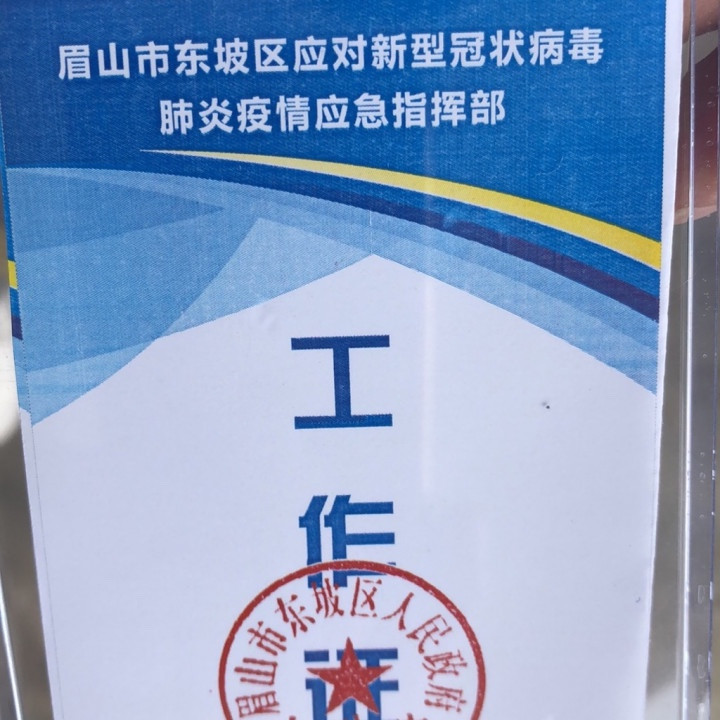 眉山市东坡区应对新型冠状病毒
肺炎疫情应急指挥部
工
作
证
眉山市东坡区人民政府